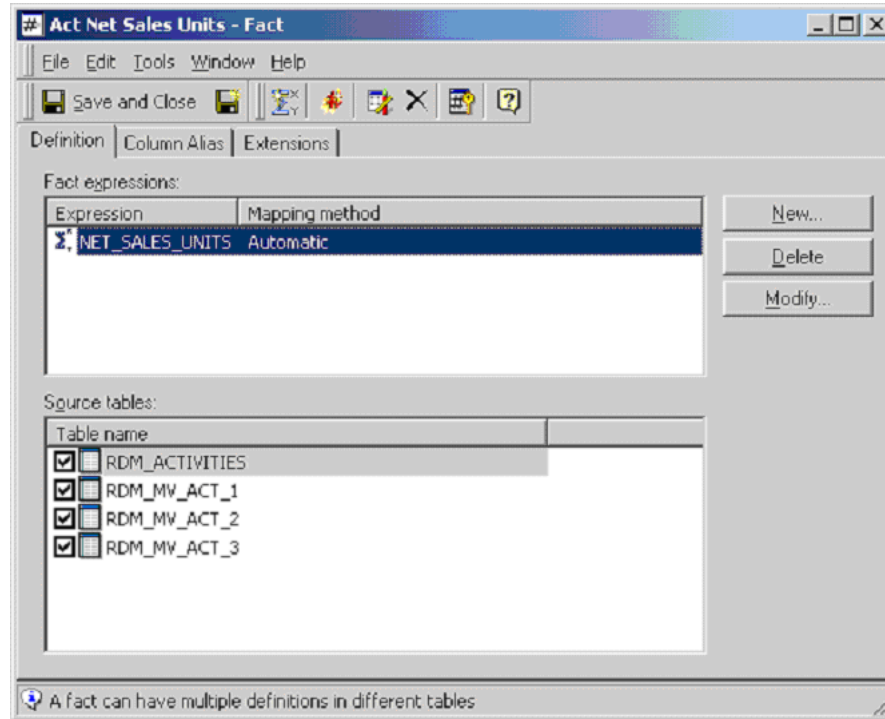 Act Net Sales Units - Fact
File Edit Tools Window Help
Save and Close
Definition Column Alias Extensions
Fact expressions:
Expression Mapping method
NET_SALES_UNITS Automatic
New...
Delete
Modify...
Source tables:
Table name
RDM_ACTIVITIES
RDM_MV_ACT_1
RDM_MV_ACT_2
RDM_MV_ACT_3
A fact can have multiple definitions in different tables